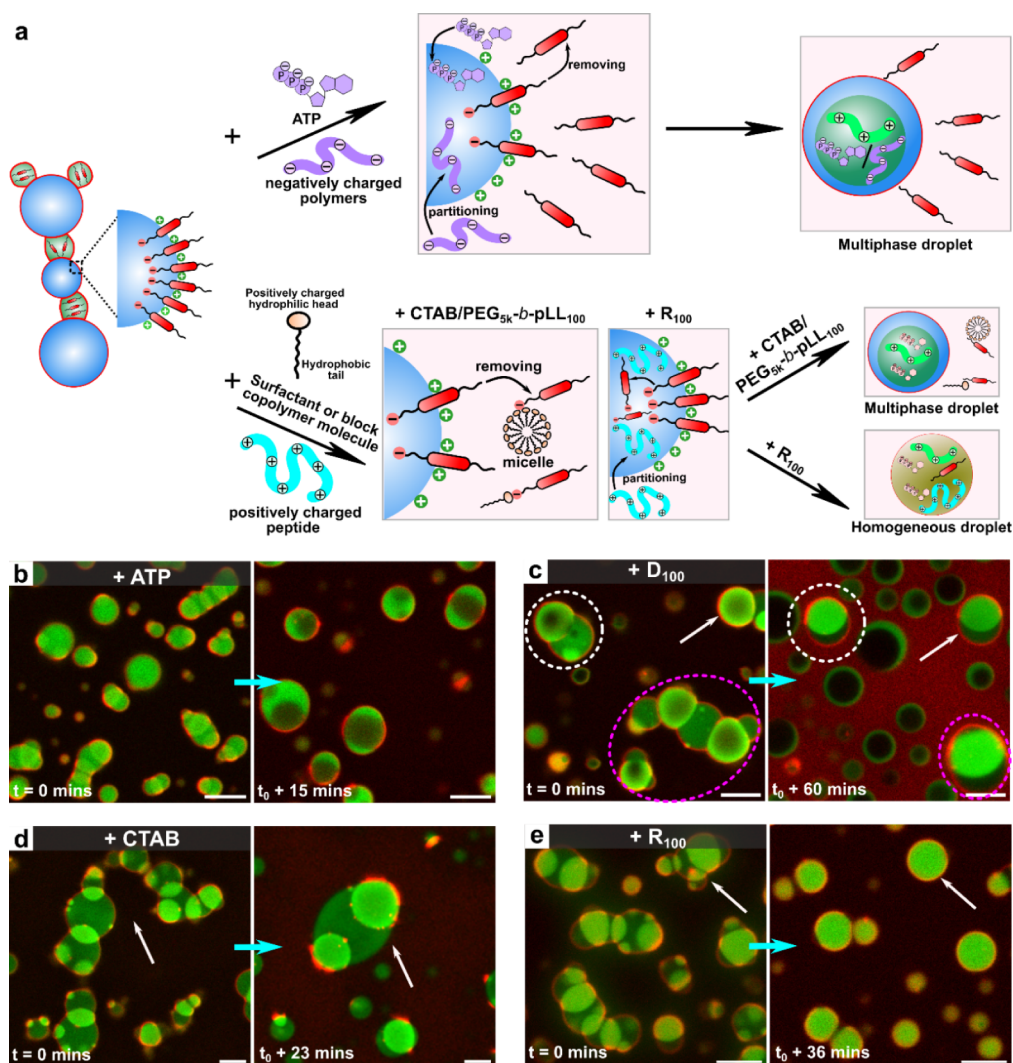 a
ATP
+
negatively charged
polymers
P P P
removing
partitioning
Multiphase droplet
Positively charged
hydrophilic head
Hydrophobic
tail
+
Surfactant or block
copolymer molecule
positively charged
peptide
+ CTAB/PEG5k-b-pLL100
removing
micelle
+ R100
partitioning
+ CTAB/
PEG5k-b-pLL100
Multiphase droplet
+ R100
Homogeneous droplet
b + ATP
t = 0 mins
t0 + 15 mins
c + D100
t = 0 mins
t0 + 60 mins
d + CTAB
t = 0 mins
t0 + 23 mins
e + R100
t = 0 mins
t0 + 36 mins